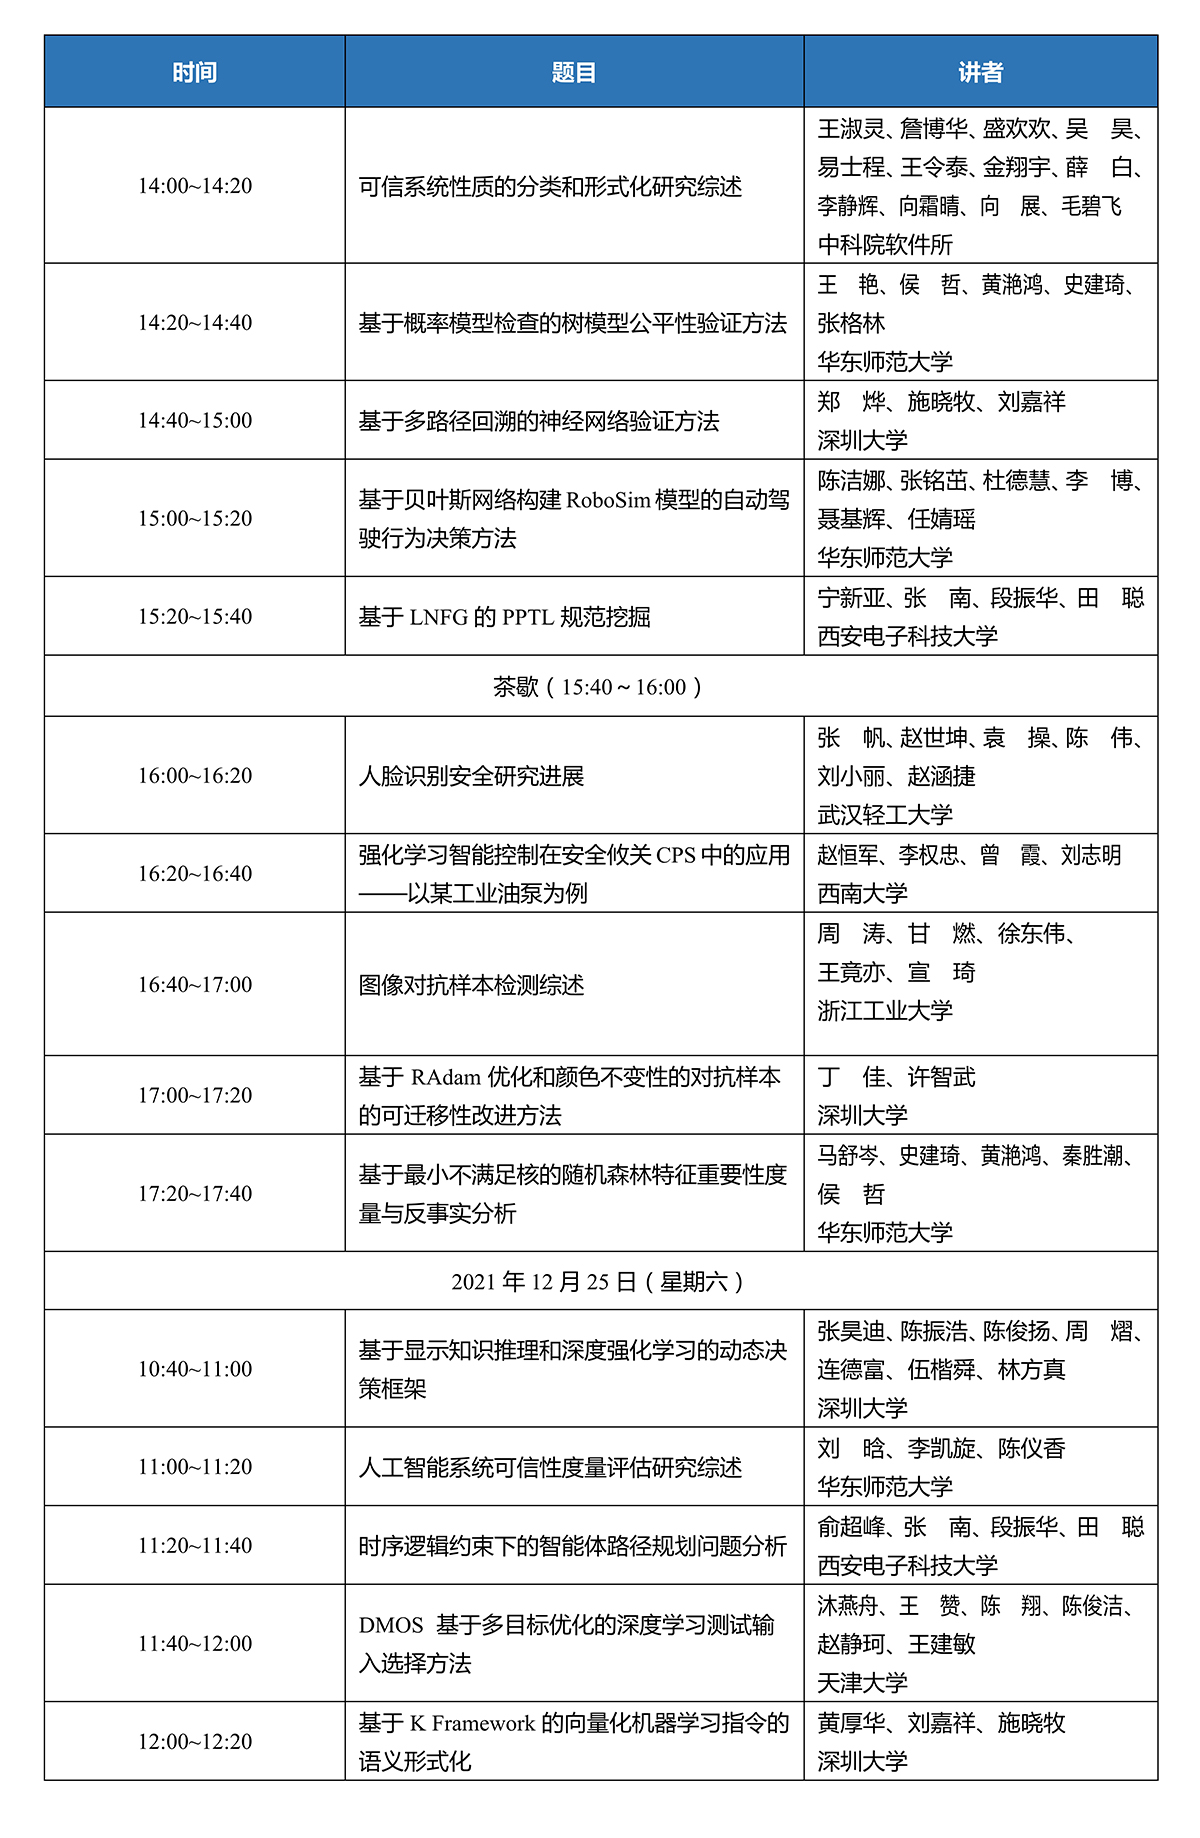 时间 题目 讲者
14:00~14:20
可信系统性质的分类和形式化研究综述
王淑灵、詹博华、盛欢欢、吴　昊、
易士程、王令泰、金翔宇、薛　白、
李静辉、向霜晴、向　展、毛碧飞
中科院软件所
14:20~14:40
基于概率模型检查的树模型公平性验证方法
王　艳、侯　哲、黄滟鸿、史建琦、
张格林
华东师范大学
14:40~15:00
基于多路径回溯的神经网络验证方法
郑　烨、施晓牧、刘嘉祥
深圳大学
15:00~15:20
基于贝叶斯网络构建 RoboSim 模型的自动驾
驶行为决策方法
陈洁娜、张铭茁、杜德慧、李　博、
聂基辉、任婧瑶
华东师范大学
15:20~15:40
基于 LNFG 的 PPTL 规范挖掘
宁新亚、张　南、段振华、田　聪
西安电子科技大学
茶歇（15:40～16:00）
16:00~16:20
人脸识别安全研究进展
张　帆、赵世坤、袁　操、陈　伟、
刘小丽、赵涵捷
武汉轻工大学
16:20~16:40
强化学习智能控制在安全攸关 CPS 中的应用
——以某工业油泵为例
赵恒军、李权忠、曾　霞、刘志明
西南大学
16:40~17:00
图像对抗样本检测综述
周　涛、甘　燃、徐东伟、
王竟亦、宣　琦
浙江工业大学
17:00~17:20
基于 RAdam 优化和颜色不变性的对抗样本
的可迁移性改进方法
丁　佳、许智武
深圳大学
17:20~17:40
基于最小不满足核的随机森林特征重要性度
量与反事实分析
马舒岑、史建琦、黄滟鸿、秦胜潮、
侯　哲
华东师范大学
2021 年 12 月 25 日（星期六）
10:40~11:00
基于显示知识推理和深度强化学习的动态决
策框架
张昊迪、陈振浩、陈俊扬、周　熠、
连德富、伍楷舜、林方真
深圳大学
11:00~11:20
人工智能系统可信性度量评估研究综述
刘　晗、李凯旋、陈仪香
华东师范大学
11:20~11:40
时序逻辑约束下的智能体路径规划问题分析
俞超峰、张　南、段振华、田　聪
西安电子科技大学
11:40~12:00
DMOS 基于多目标优化的深度学习测试输
入选择方法
沐燕舟、王　赞、陈　翔、陈俊洁、
赵静珂、王建敏
天津大学
12:00~12:20
基于 K Framework 的向量化机器学习指令的
语义形式化
黄厚华、刘嘉祥、施晓牧
深圳大学